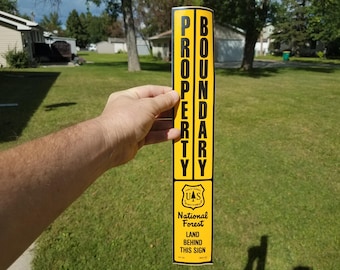 PROPERTY
BOUNDARY
U S
National
Forest
LAND
BEHIND
THIS SIGN